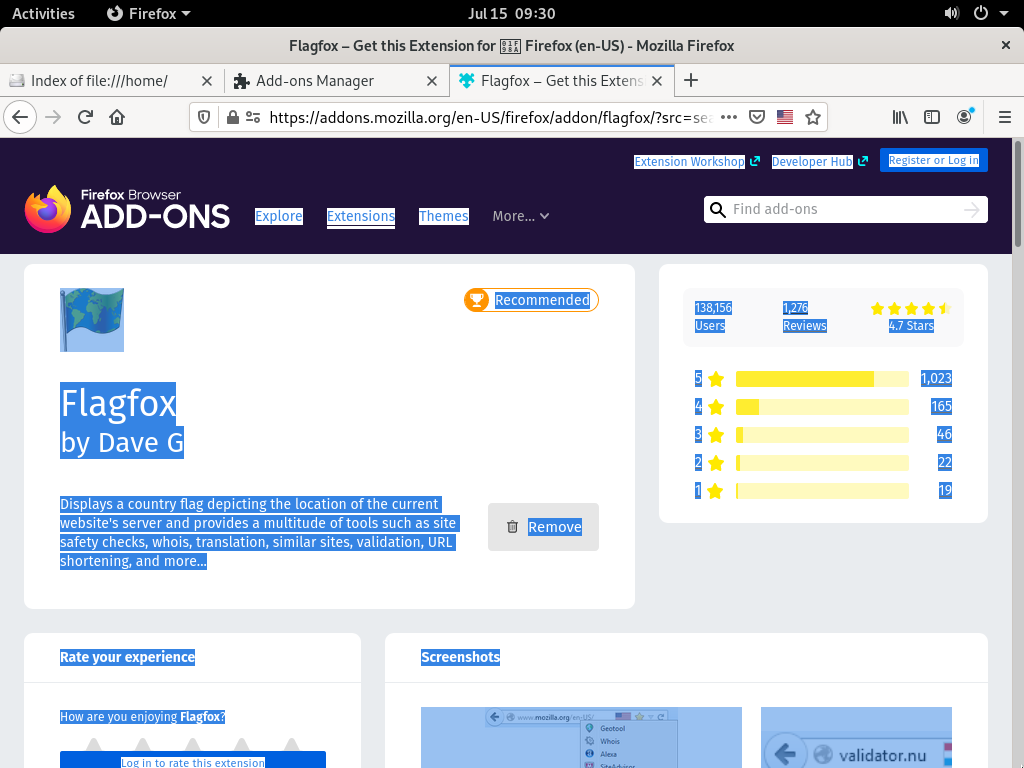 Activities Firefox Jul 15 09:30
Flagfox – Get this Extension for 01F98A Firefox (en-US) - Mozilla Firefox
Index of file:///home/ Add-ons Manager Flagfox – Get this Extens
https://addons.mozilla.org/en-US/firefox/addon/flagfox/?src=sea
Extension Workshop Developer Hub Register or Log in
Firefox Browser
ADD-ONS
Explore Extensions Themes More... Find add-ons
Recommended
Flagfox
by Dave G
Displays a country flag depicting the location of the current
website's server and provides a multitude of tools such as site
safety checks, whois, translation, similar sites, validation, URL
shortening, and more...
Remove
138,156 1,276
Users Reviews 4.7 Stars
5 1,023
4 165
3 46
2 22
1 19
Rate your experience
How are you enjoying Flagfox?
Log in to rate this extension
Screenshots
www.mozilla.org/en-US/
Geotool
Whois
Alexa
SiteAdvisor
validator.nu